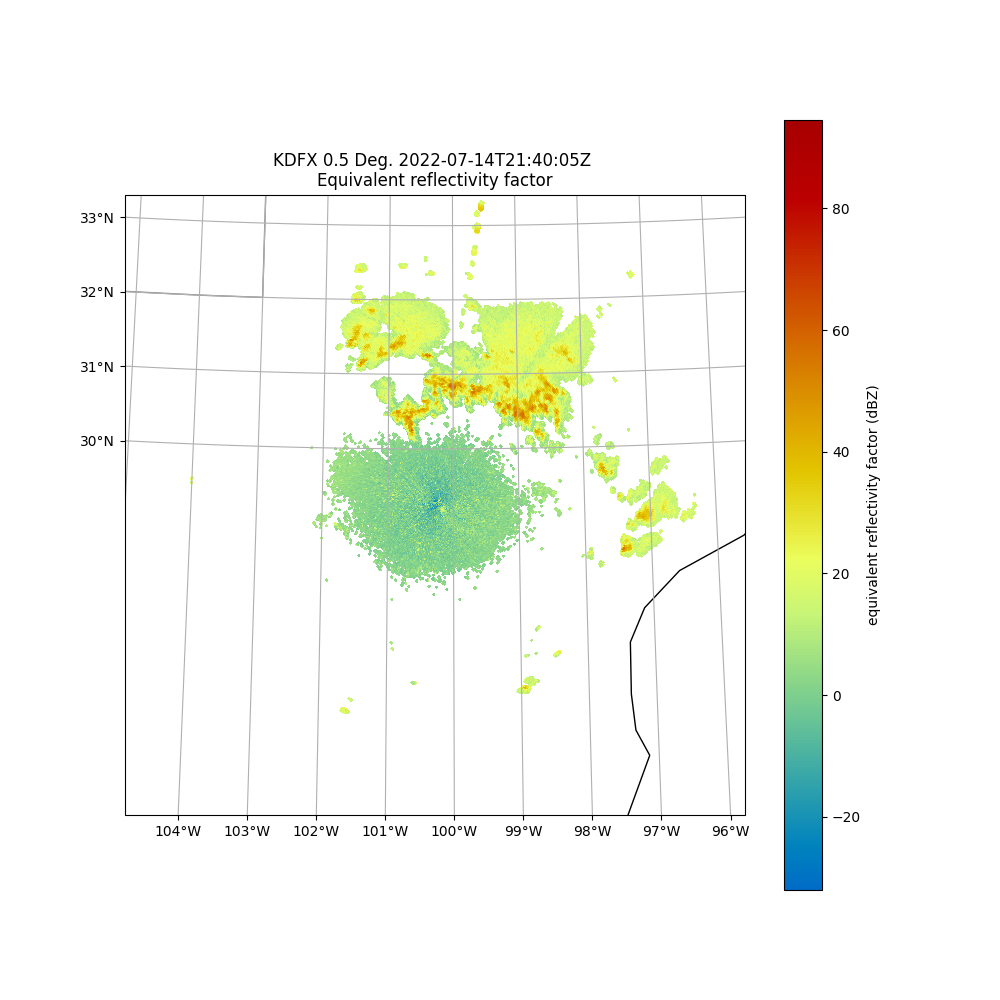 KDFX 0.5 Deg. 2022-07-14T21:40:05Z
Equivalent reflectivity factor
33°N
32°N
31°N
30°N
104°W 103°W 102°W 101°W 100°W 99°W 98°W 97°W 96°W
80
60
40
20
0
−20
equivalent reflectivity factor (dBZ)